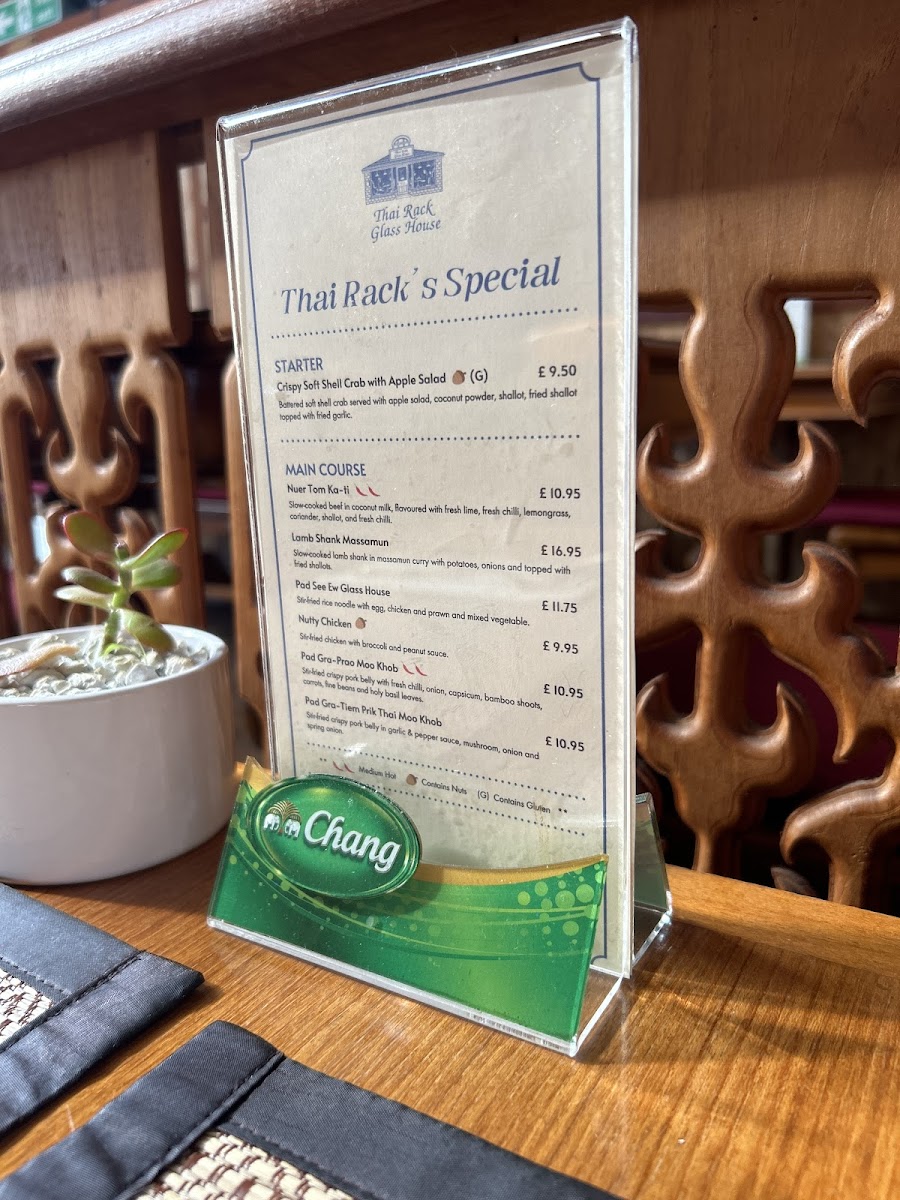 Thai Rack
Glass House
Thai Rack's Special
STARTER
Crispy Soft Shell Crab with Apple Salad (G) £ 9.50
Battered soft shell crab served with apple salad, coconut powder, shallot, fried shallot
topped with fried garlic.
MAIN COURSE
Nuer Tom Ka-ti £ 10.95
Slow-cooked beef in coconut milk, flavoured with fresh lime, fresh chilli, lemongrass,
coriander, shallot, and fresh chilli.
Lamb Shank Massamun £ 16.95
Slow-cooked lamb shank in massamun curry with potatoes, onions and topped with
fried shallots.
Pad See Ew Glass House £ 11.75
Stir-fried rice noodle with egg, chicken and prawn and mixed vegetable.
Nutty Chicken £ 9.95
Stir-fried chicken with broccoli and peanut sauce.
Pad Gra-Prao Moo Khob £ 10.95
Stir-fried crispy pork belly with fresh chilli, onion, capsicum, bamboo shoots,
carrots, fine beans and holy basil leaves.
Pad Gra-Tiem Prik Thai Moo Khob £ 10.95
Stir-fried crispy pork belly in garlic & pepper sauce, mushroom, onion and
spring onion.
Medium Hot Contains Nuts (G) Contains Gluten **
Chang